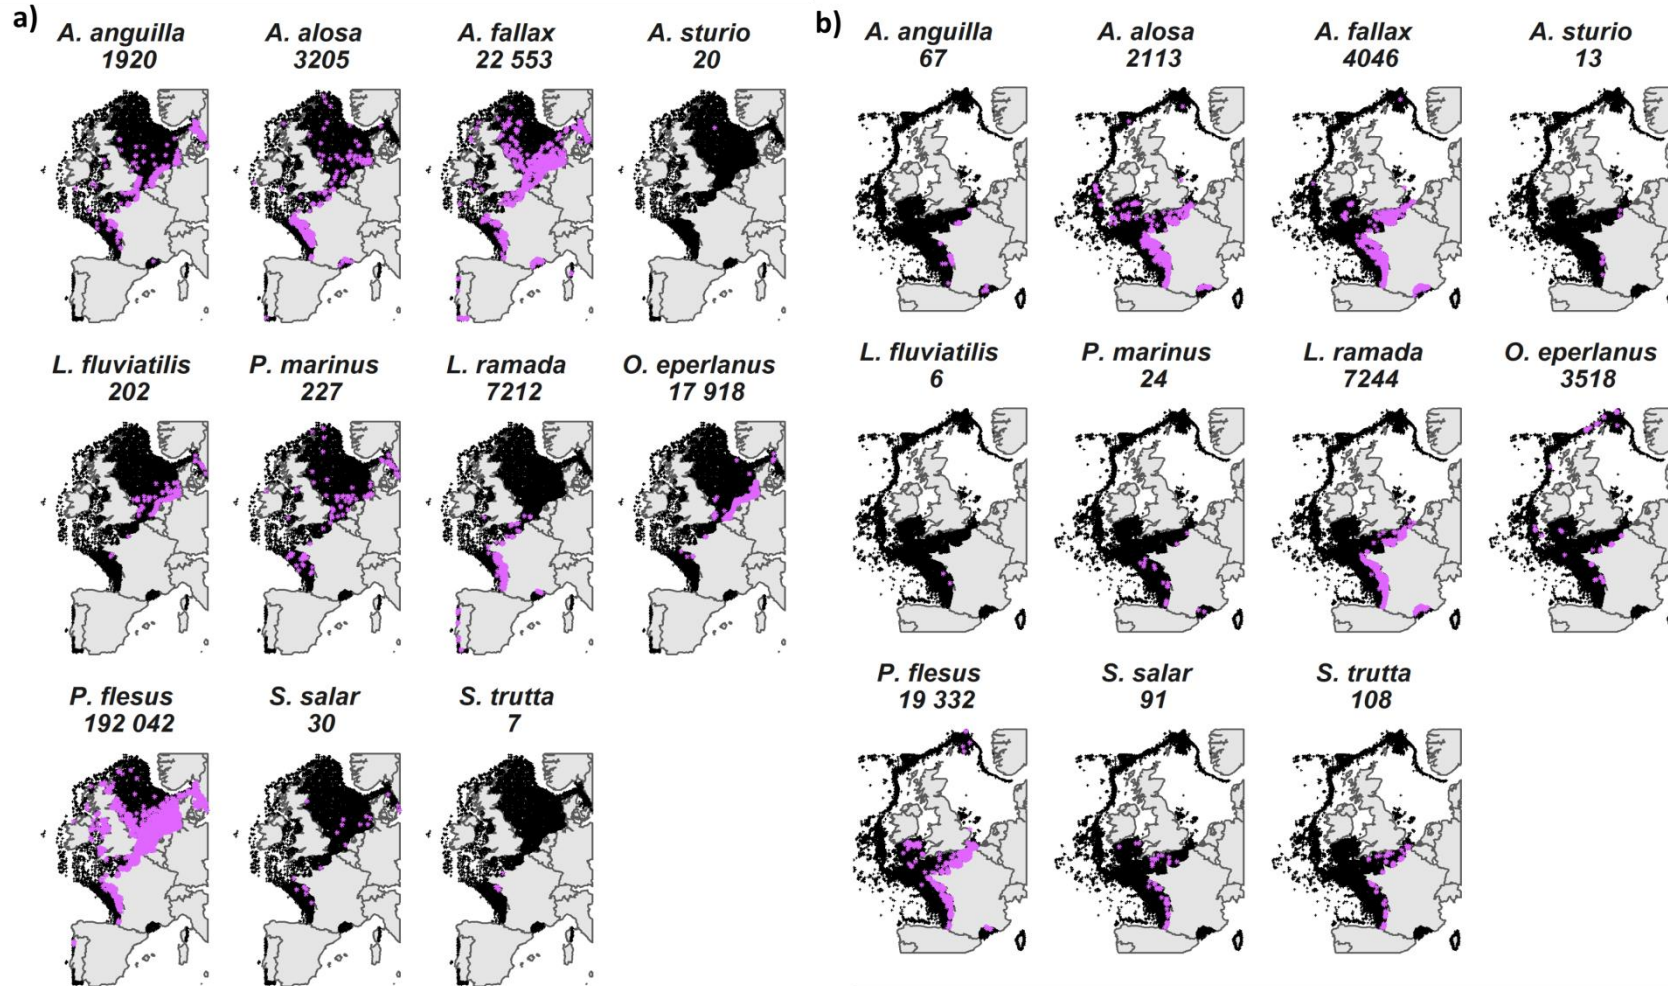 a)
A. anguilla
1920
A. alosa
3205
A. fallax
22 553
A. sturio
20
L. fluviatilis
202
P. marinus
227
L. ramada
7212
O. eperlanus
17 918
P. flesus
192 042
S. salar
30
S. trutta
7
b)
A. anguilla
67
A. alosa
2113
A. fallax
4046
A. sturio
13
L. fluviatilis
6
P. marinus
24
L. ramada
7244
O. eperlanus
3518
P. flesus
19 332
S. salar
91
S. trutta
108